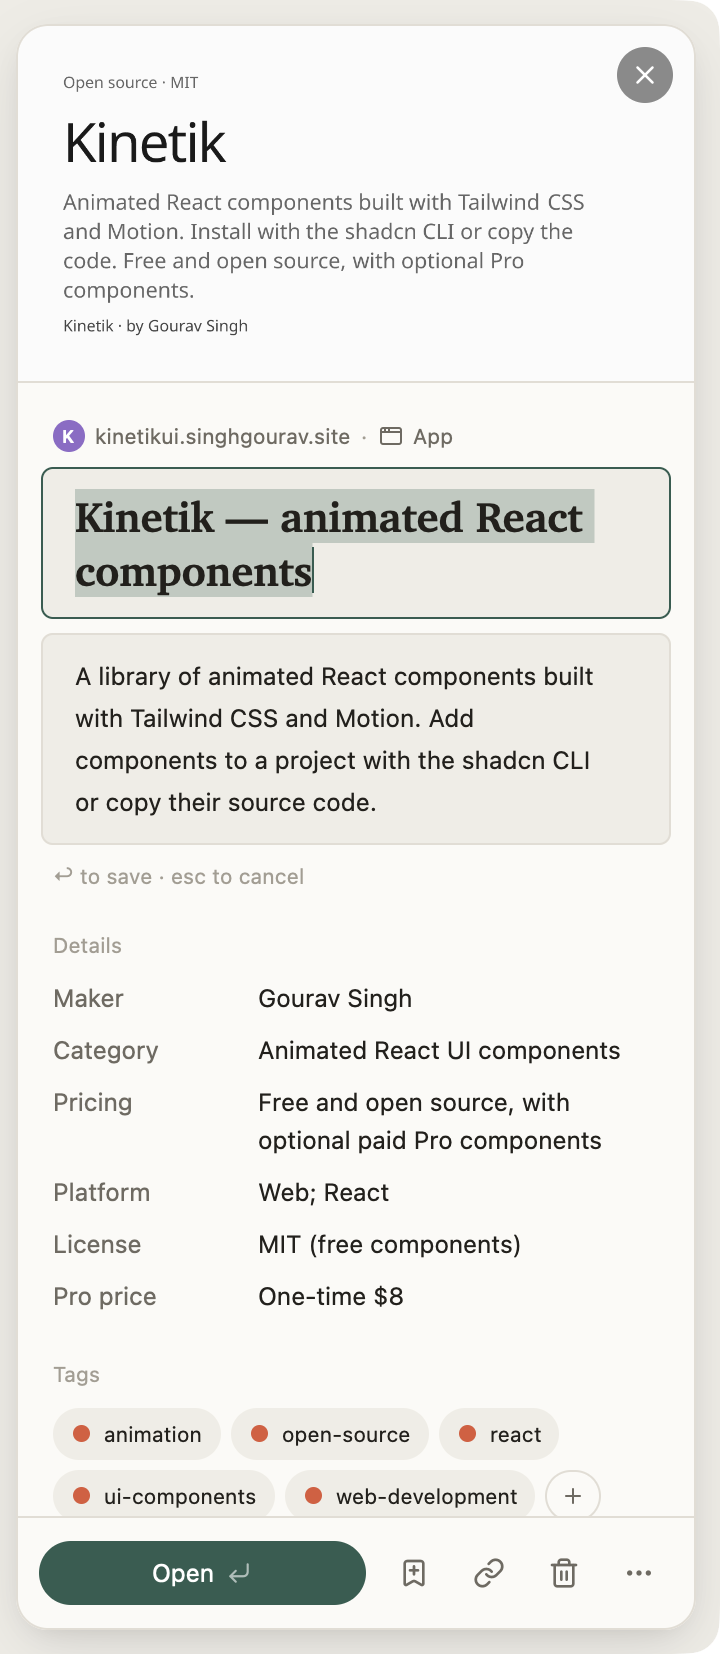 Open source · MIT
Kinetik
Animated React components built with Tailwind CSS
and Motion. Install with the shadcn CLI or copy the
code. Free and open source, with optional Pro
components.
Kinetik · by Gourav Singh
K kinetikui.singhgourav.site · App
Kinetik — animated React
components
A library of animated React components built
with Tailwind CSS and Motion. Add
components to a project with the shadcn CLI
or copy their source code.
↩ to save · esc to cancel
Details
Maker Gourav Singh
Category Animated React UI components
Pricing Free and open source, with
optional paid Pro components
Platform Web; React
License MIT (free components)
Pro price One-time $8
Tags
animation open-source react
ui-components web-development
Open